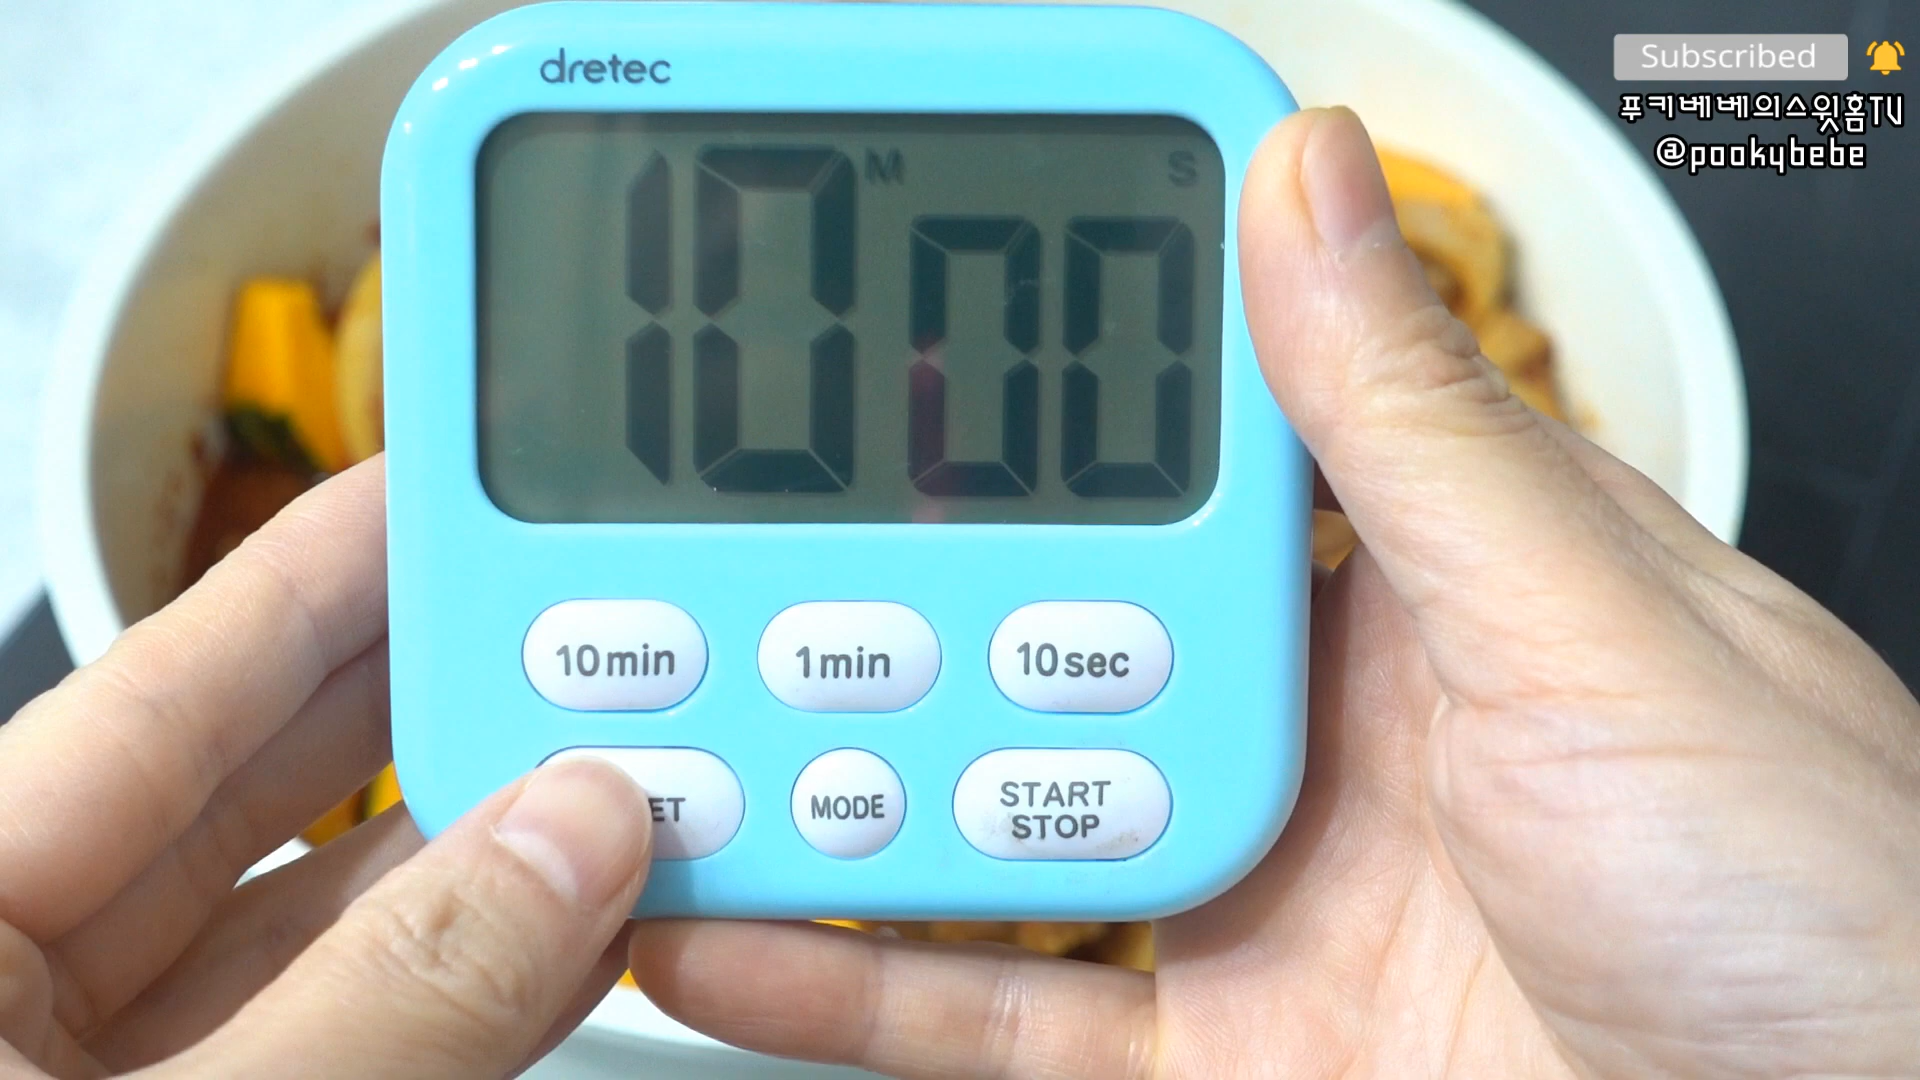 dretec
Subscribed
푸키베베의스윗홈TV
@pookybebe
10 M 00 S
10min 1min 10sec
ET MODE START
STOP